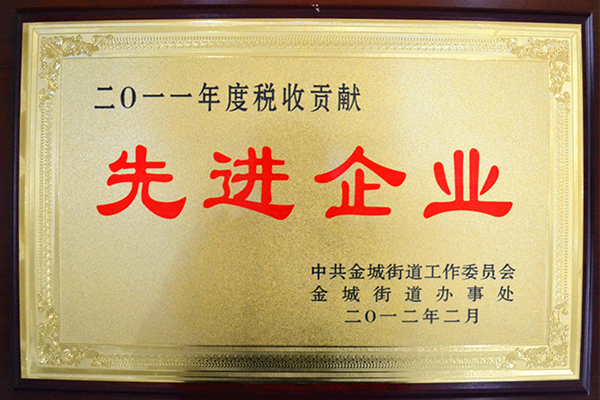 二〇一一年度税收贡献
先进企业
中共金城街道工作委员会
金城街道办事处
二〇一二年二月